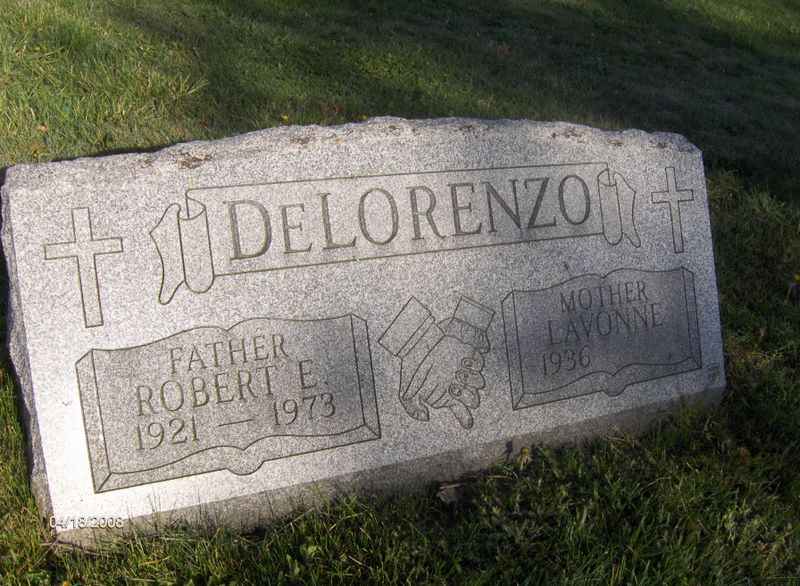 DeLORENZO
FATHER
ROBERT E.
1921 — 1973
MOTHER
LAVONNE
1936
04/18/2008